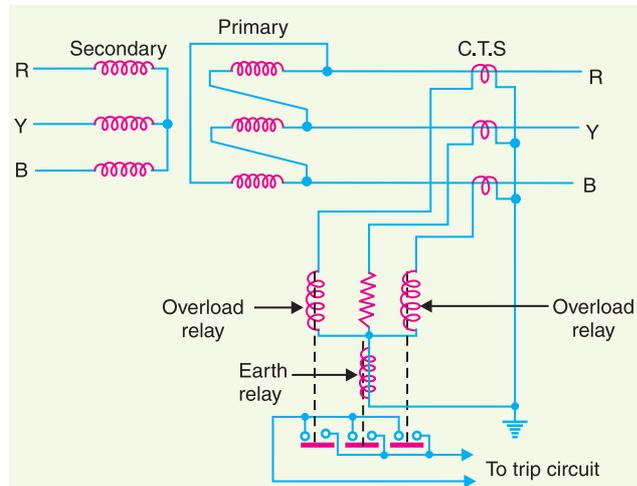 Primary
Secondary
C.T.S
R
R
Y
Y
B
B
Overload
relay
Overload
relay
Earth
relay
To trip circuit